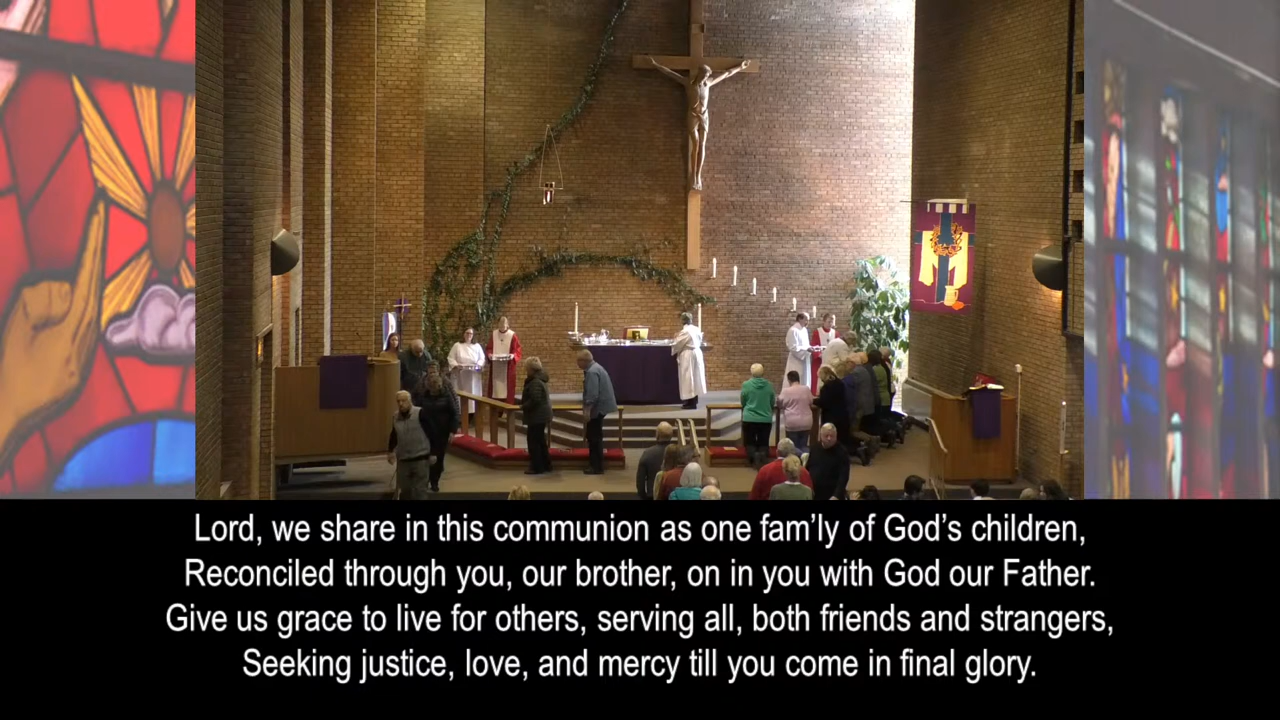 Lord, we share in this communion as one fam’ly of God’s children,
Reconciled through you, our brother, on in you with God our Father.
Give us grace to live for others, serving all, both friends and strangers,
Seeking justice, love, and mercy till you come in final glory.